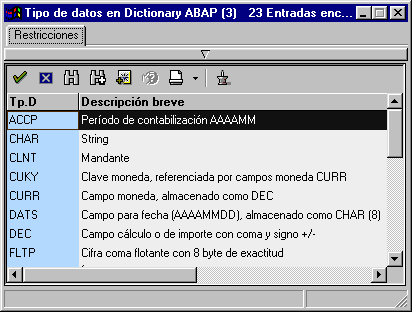 Tipo de datos en Dictionary ABAP (3) 23 Entradas enc...
Restricciones
Tp.D Descripción breve
ACCP Período de contabilización AAAAMM
CHAR String
CLNT Mandante
CUKY Clave moneda, referenciada por campos moneda CURR
CURR Campo moneda, almacenado como DEC
DATS Campo para fecha (AAAAMMDD), almacenado como CHAR (8)
DEC Campo cálculo o de importe con coma y signo +/-
FLTP Cifra coma flotante con 8 byte de exactitud